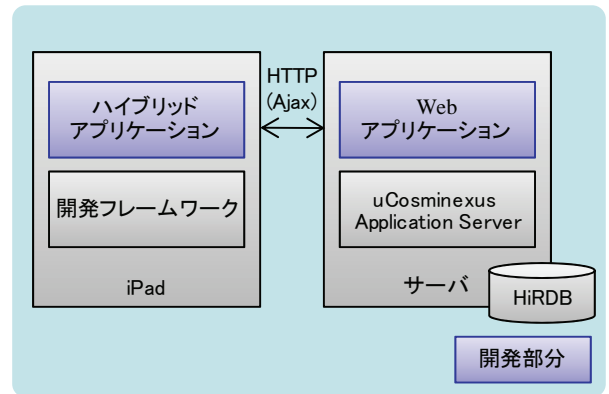 HTTP
(Ajax)
ハイブリッド
アプリケーション
開発フレームワーク
iPad
Web
アプリケーション
uCosminexus
Application Server
サーバ
HiRDB
開発部分